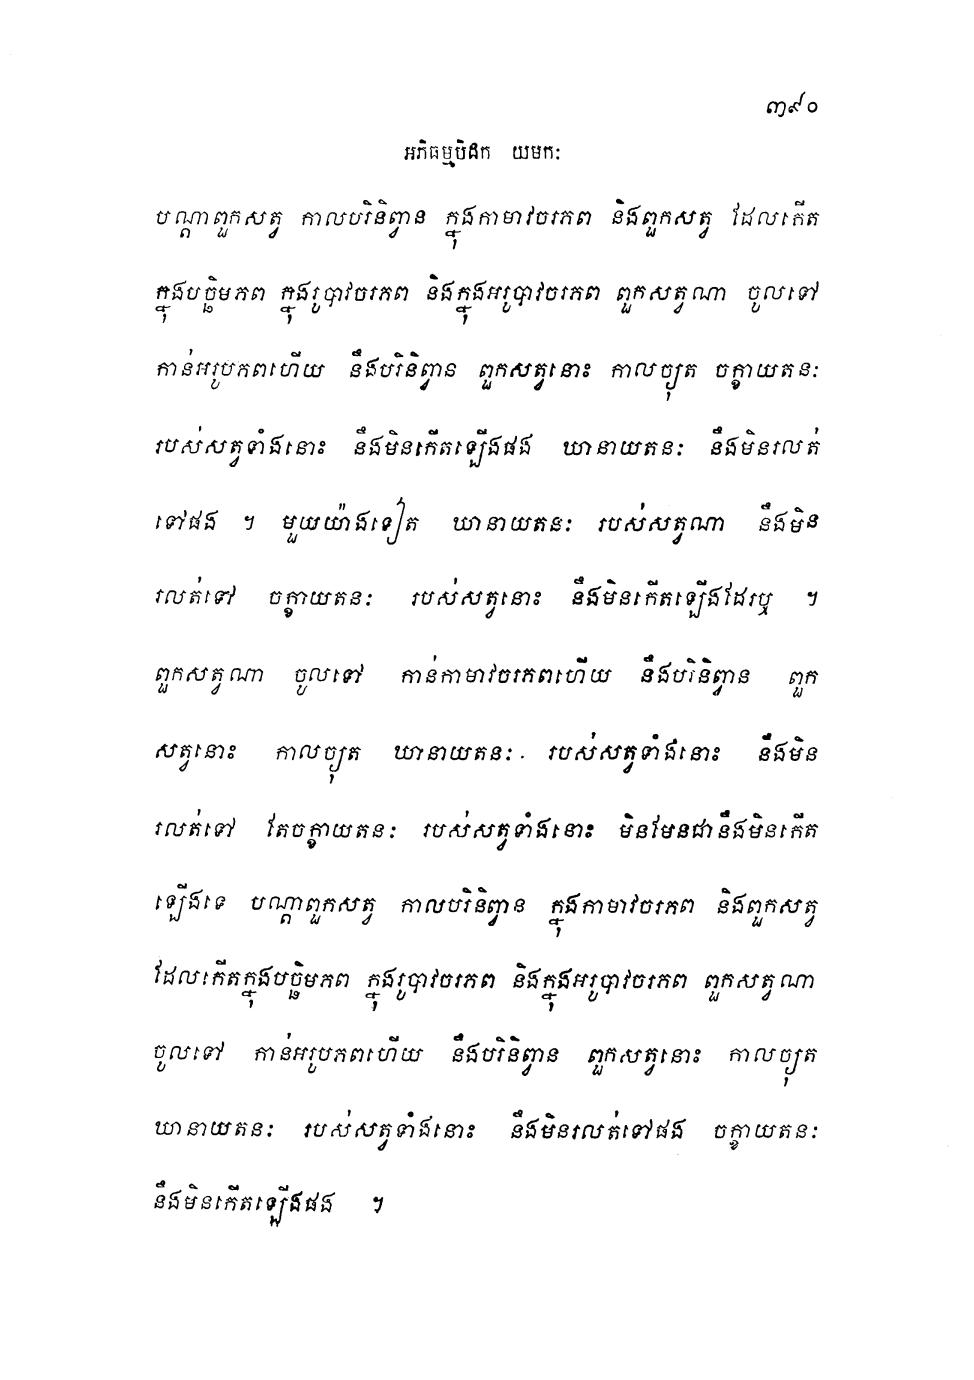 ៣៩០
អភិធម្មបិដក យមកៈ
បណ្តាពួកសត្វ កាលបរិនិព្វាន ក្នុងកាមាវចរភព និងពួកសត្វ ដែលកើត
ក្នុងបច្ឆិមភព ក្នុងរូបាវចរភព និងក្នុងអរូបាវចរភព ពួកសត្វណា ចូលទៅ
កាន់អរូបភពហើយ នឹងបរិនិព្វាន ពួកសត្វនោះ កាលច្យុត ចក្ខាយតនៈ
របស់សត្វទាំងនោះ នឹងមិនកើតឡើងផង ឃានាយតនៈ នឹងមិនរលត់
ទៅផង ។ មួយយ៉ាងទៀត ឃានាយតនៈ របស់សត្វណា នឹងមិន
រលត់ទៅ ចក្ខាយតនៈ របស់សត្វនោះ នឹងមិនកើតឡើងដែរឬ ។
ពួកសត្វណា ចូលទៅ កាន់កាមាវចរភពហើយ នឹងបរិនិព្វាន ពួក
សត្វនោះ កាលច្យុត ឃានាយតនៈ របស់សត្វទាំងនោះ នឹងមិន
រលត់ទៅ តែចក្ខាយតនៈ របស់សត្វទាំងនោះ មិនមែនជានឹងមិនកើត
ឡើងទេ បណ្តាពួកសត្វ កាលបរិនិព្វាន ក្នុងកាមាវចរភព និងពួកសត្វ
ដែលកើតក្នុងបច្ឆិមភព ក្នុងរូបាវចរភព និងក្នុងអរូបាវចរភព ពួកសត្វណា
ចូលទៅ កាន់អរូបភពហើយ នឹងបរិនិព្វាន ពួកសត្វនោះ កាលច្យុត
ឃានាយតនៈ របស់សត្វទាំងនោះ នឹងមិនរលត់ទៅផង ចក្ខាយតនៈ
នឹងមិនកើតឡើងផង ។